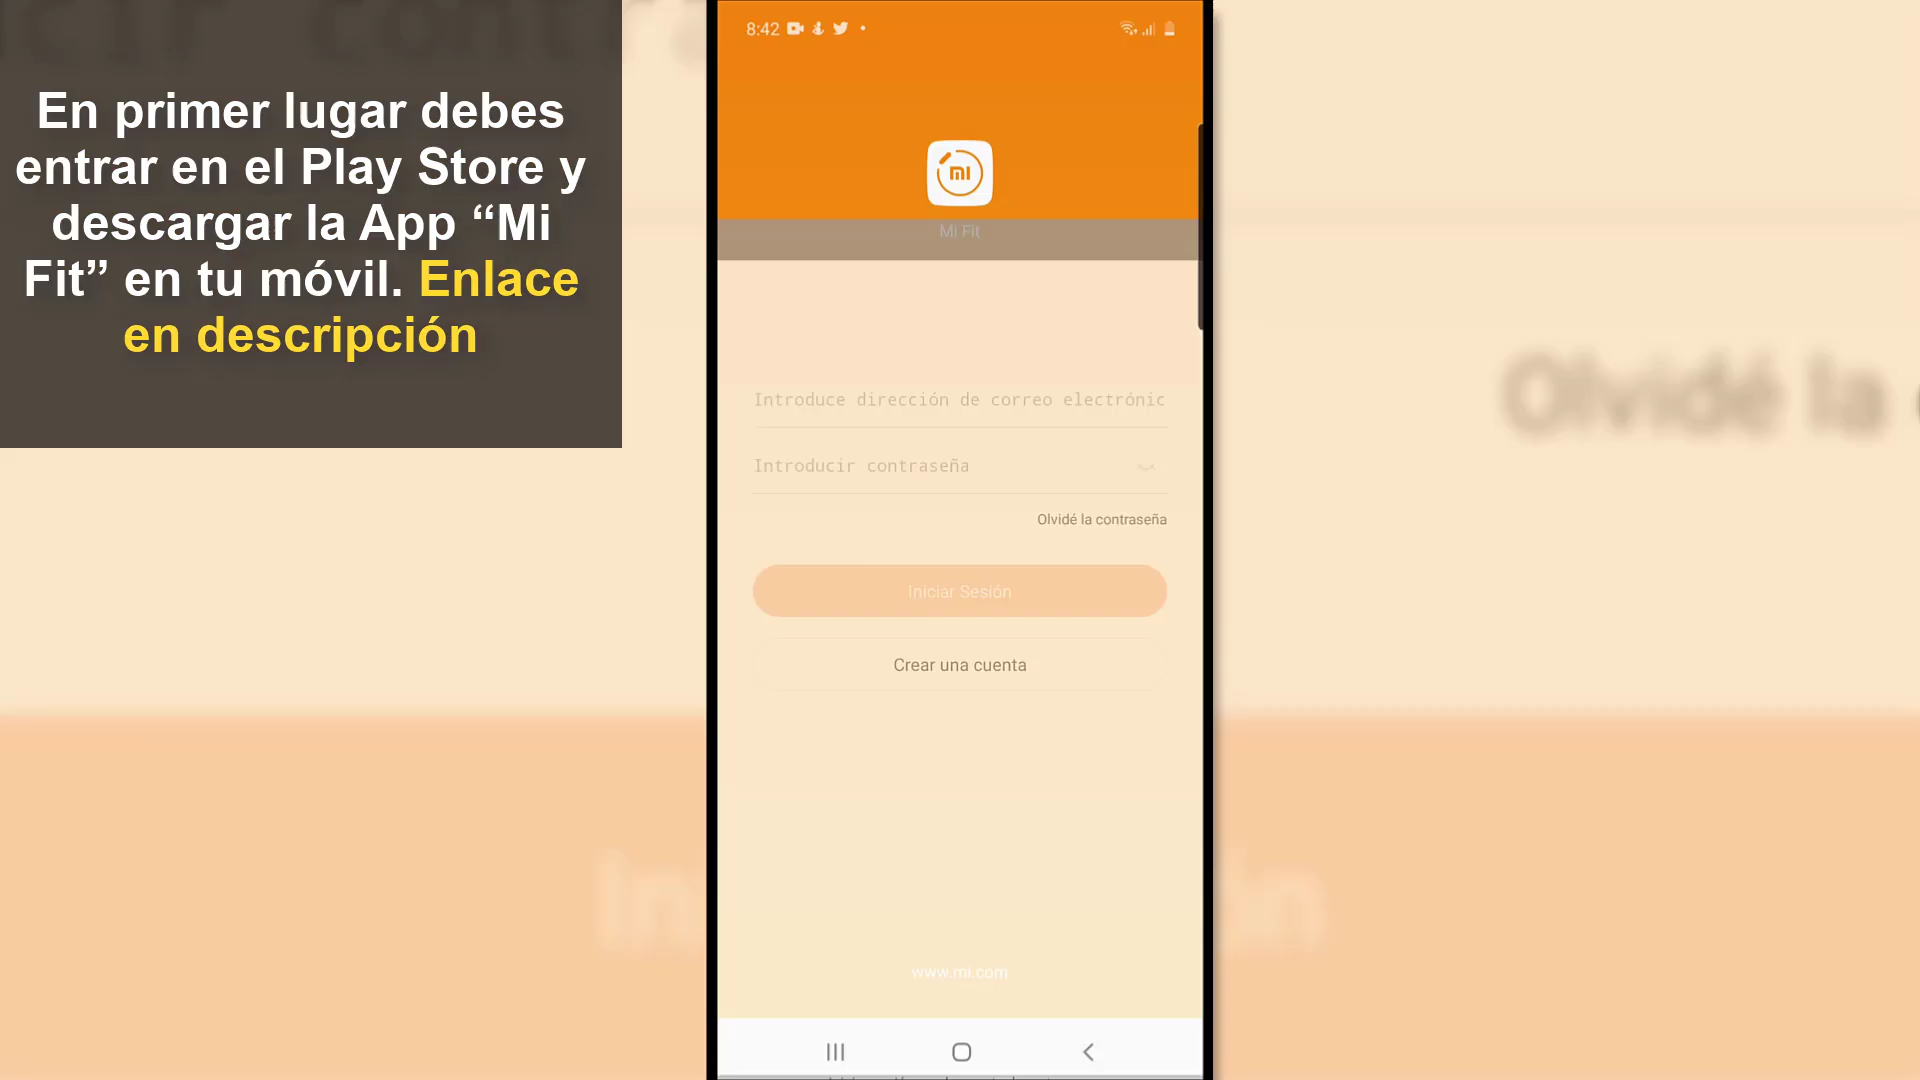 En primer lugar debes
entrar en el Play Store y
descargar la App “Mi
Fit” en tu móvil. Enlace
en descripción
8:42
MI
Mi Fit
Introduce dirección de correo electrónic
Introducir contraseña
Olvidé la contraseña
Iniciar Sesión
Crear una cuenta
www.mi.com
Olvidé la